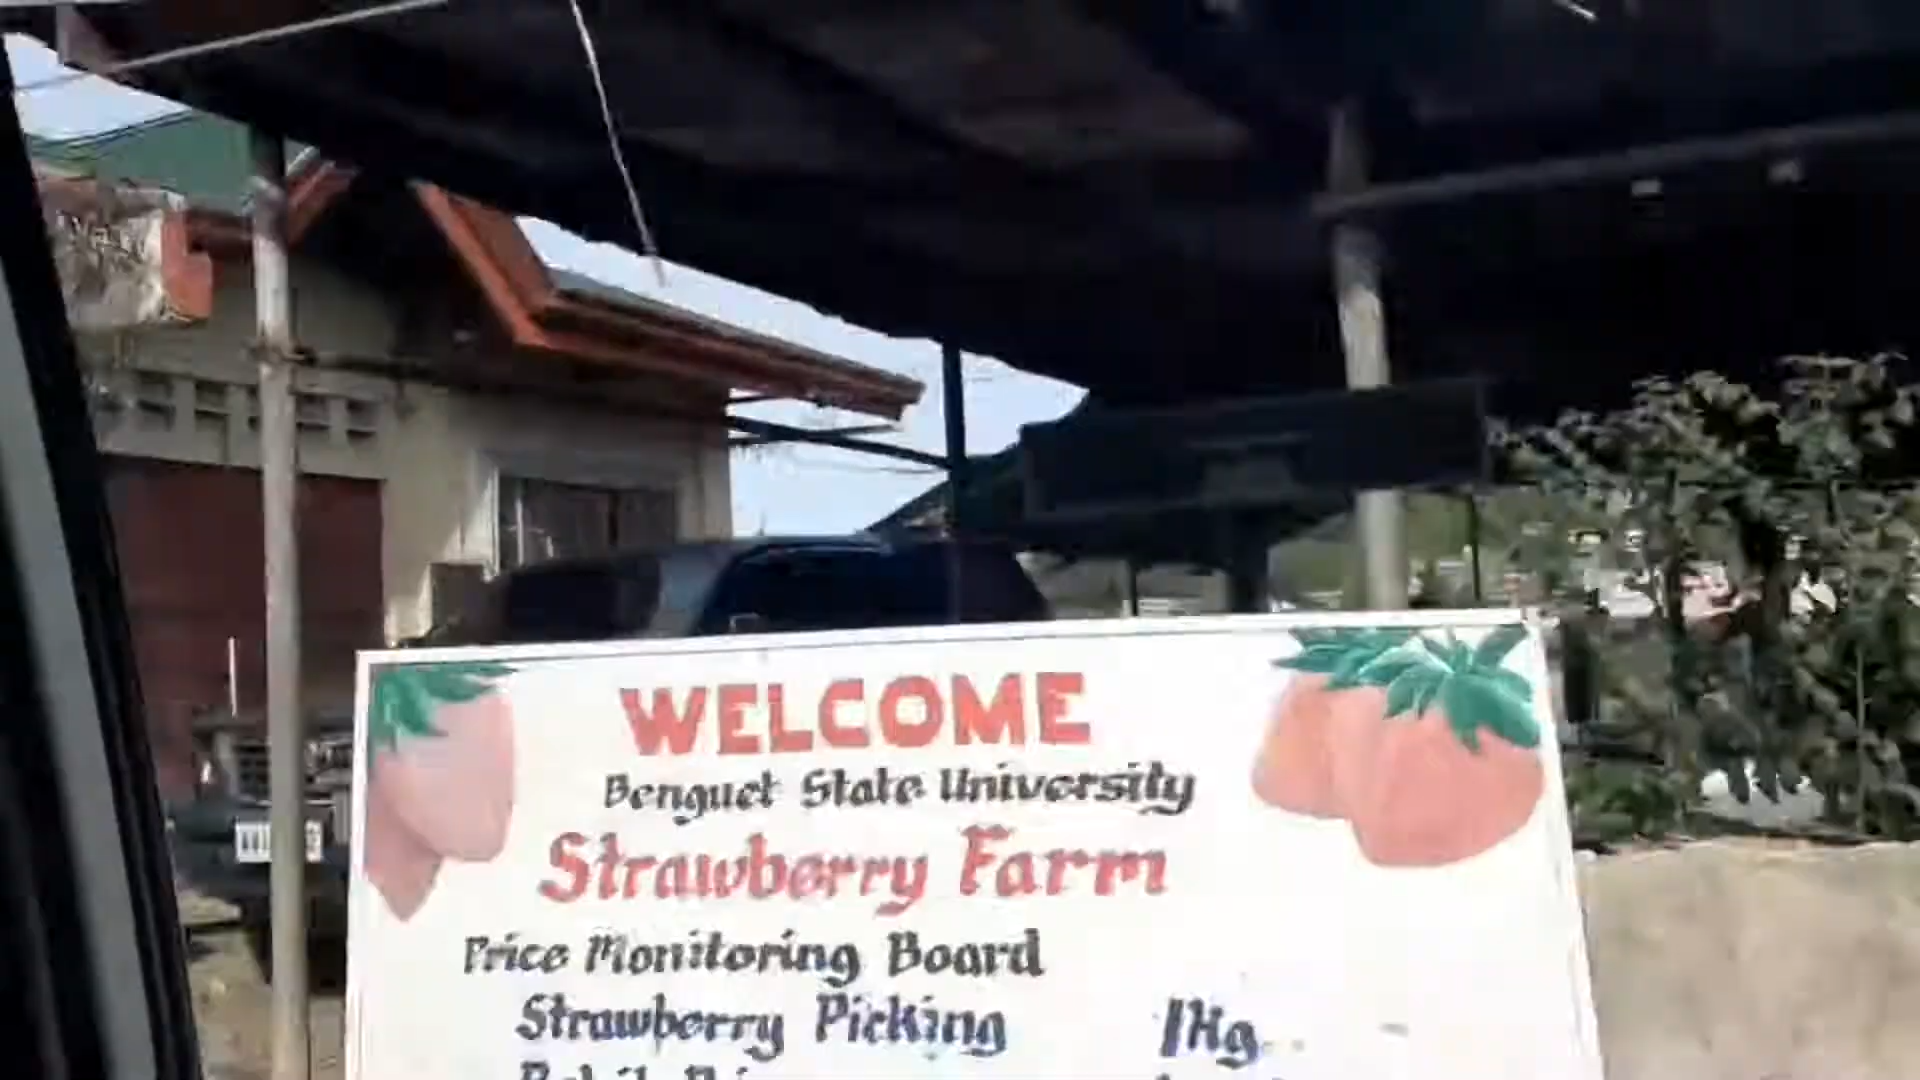 WELCOME
Benguet State University
Strawberry Farm
Price Monitoring Board
Strawberry Picking 1Kg